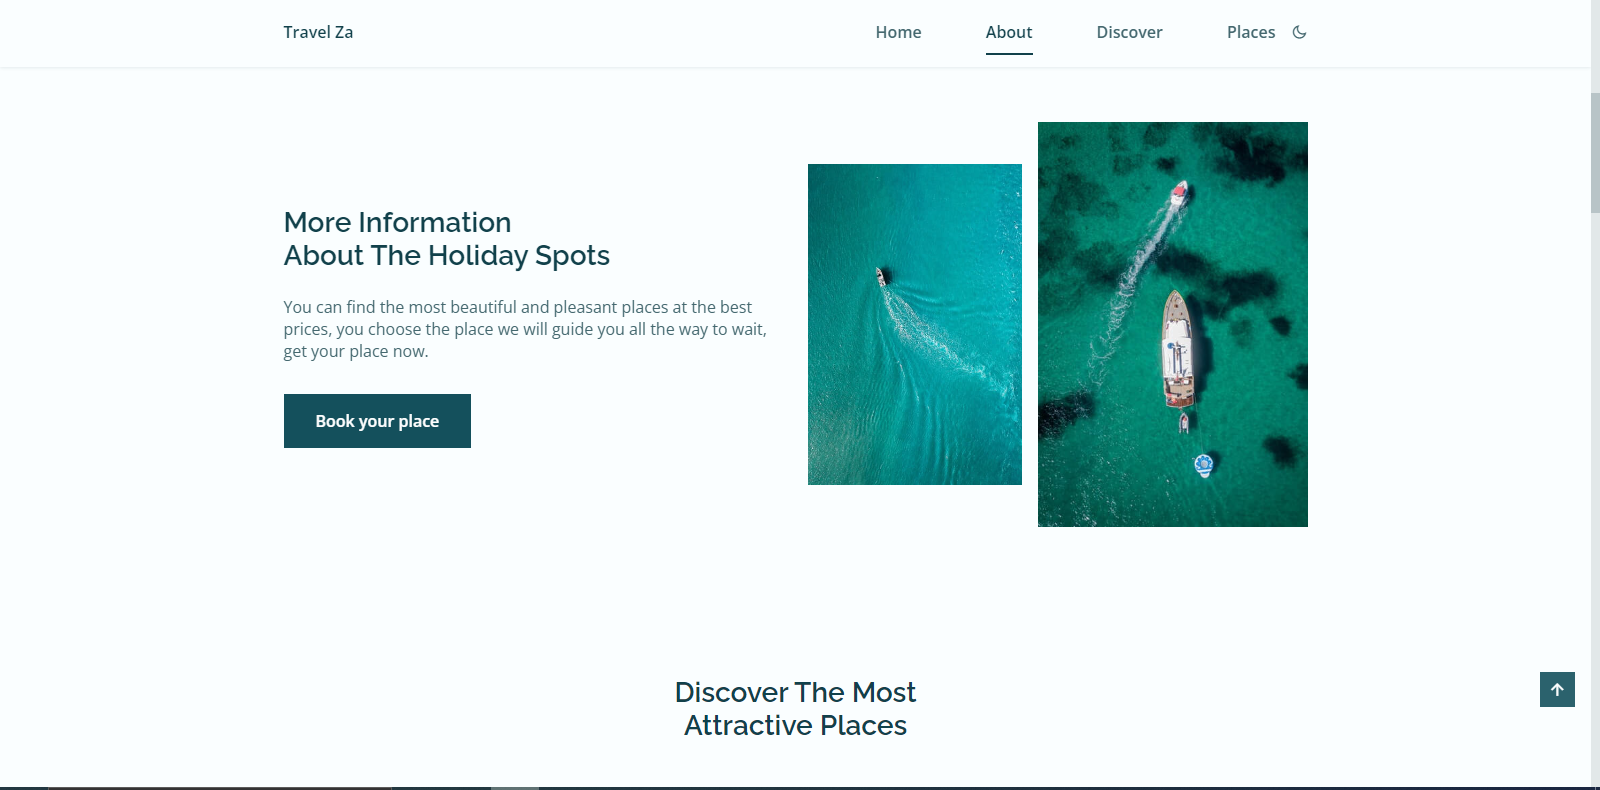 Travel Za
Home
About
Discover
Places
More Information
About The Holiday Spots
You can find the most beautiful and pleasant places at the best
prices, you choose the place we will guide you all the way to wait,
get your place now.
Book your place
Discover The Most
Attractive Places